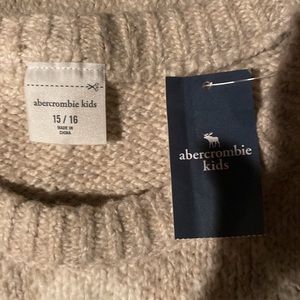 abercrombie kids
15 / 16
MADE IN
CHINA
abercrombie
kids